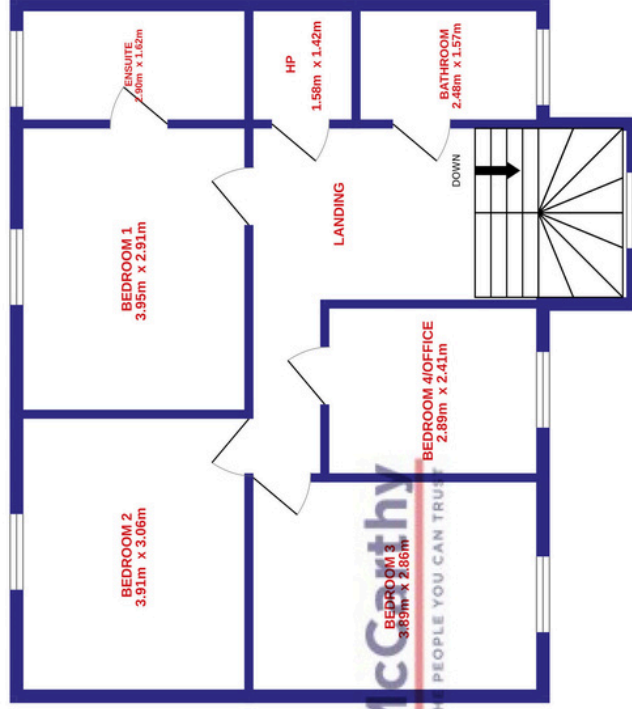 BEDROOM 2
3.91m x 3.06m
BEDROOM 1
3.95m x 2.91m
ENSUITE
2.90m x 1.62m
HP
1.58m x 1.42m
LANDING
BEDROOM 3
3.89m x 2.86m
BEDROOM 4/OFFICE
2.89m x 2.41m
DOWN
BATHROOM
2.48m x 1.57m
McCarthy
PEOPLE YOU CAN TRUST